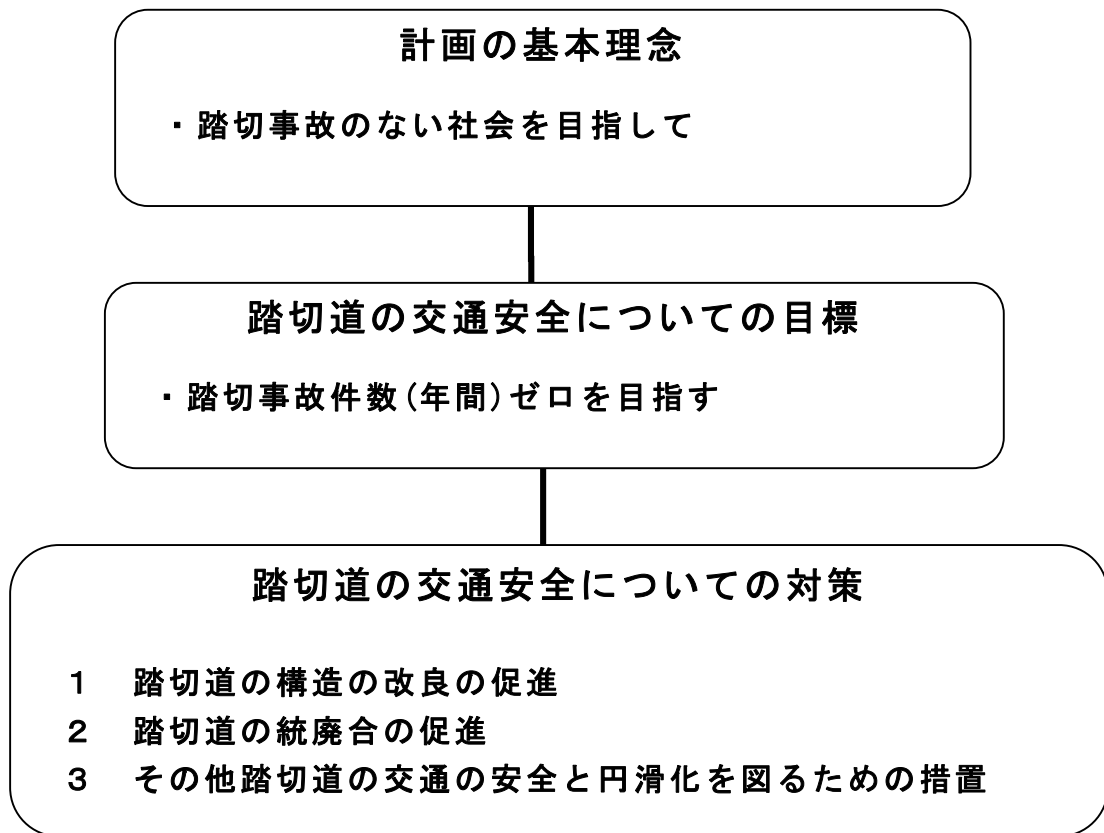 計画の基本理念
・踏切事故のない社会を目指して
踏切道の交通安全についての目標
・踏切事故件数(年間)ゼロを目指す
踏切道の交通安全についての対策
１　踏切道の構造の改良の促進
２　踏切道の統廃合の促進
３　その他踏切道の交通の安全と円滑化を図るための措置